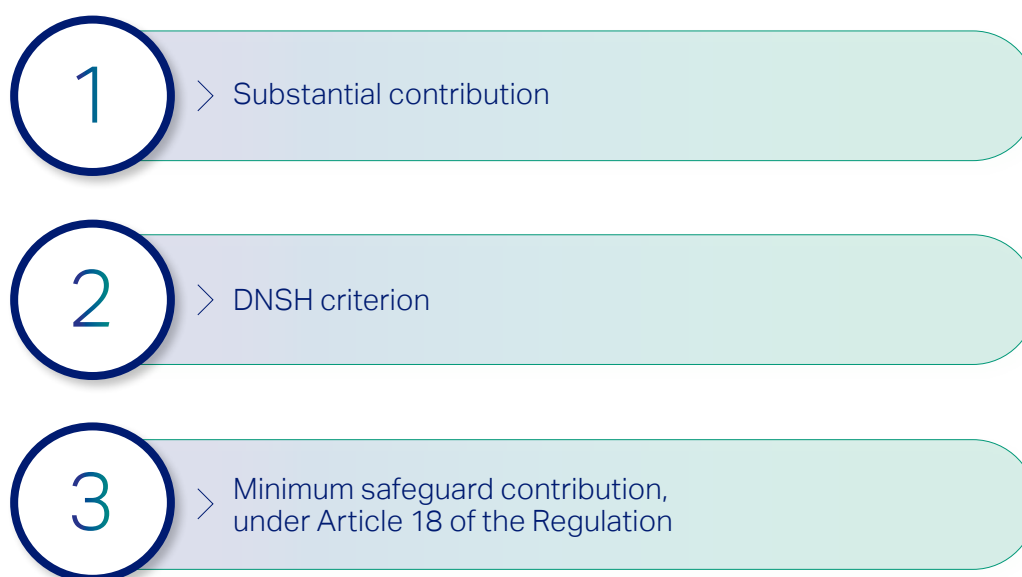 1
Substantial contribution
2
DNSH criterion
3
Minimum safeguard contribution,
under Article 18 of the Regulation